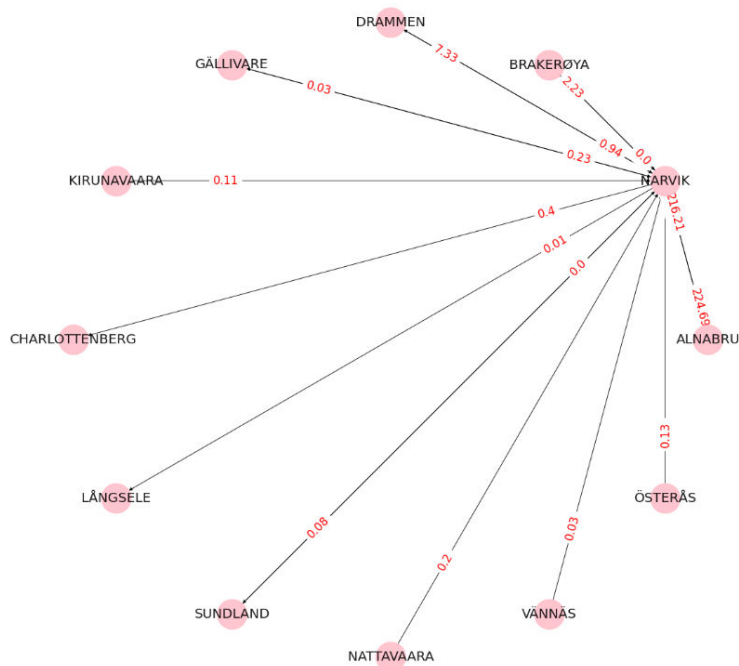 DRAMMEN
7.33
GÄLLIVARE
BRAKERØYA
2.23
0.03
0.94
0.0
0.23
KIRUNAVAARA
0.11
NARVIK
216.21
0.4
0.01
0.0
224.69
CHARLOTTENBERG
ALNABRU
0.13
LÅNGSELE
ÖSTERÅS
0.08
0.03
0.2
SUNDLAND
VÄNNÄS
NATTAVAARA